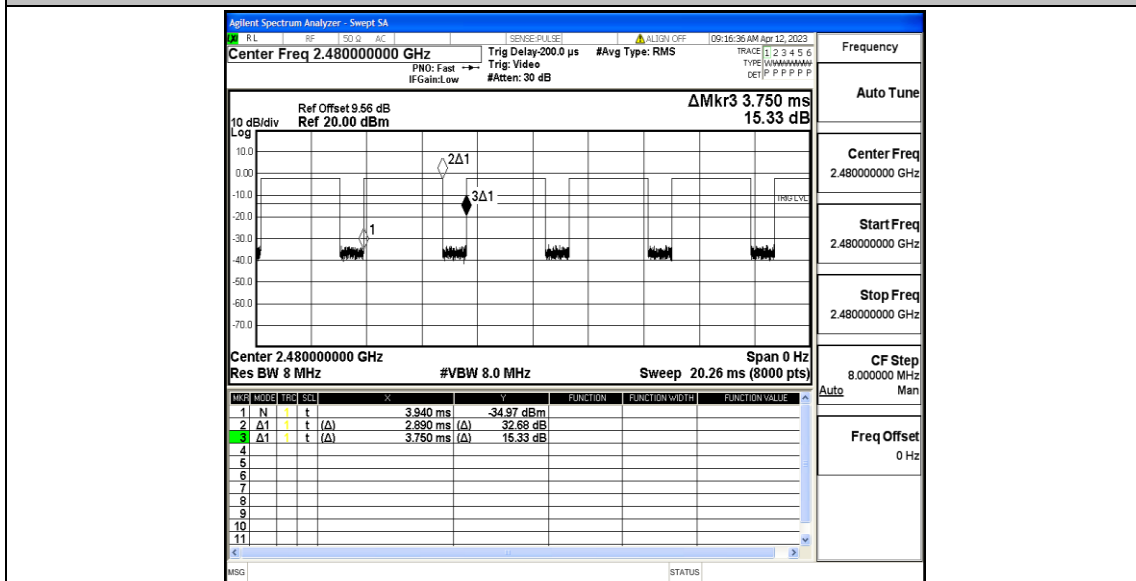 Agilent Spectrum Analyzer - Swept SA
RL RF 50 Ω AC SENSE:PULSE ALIGN OFF 09:16:36 AM Apr 12, 2023
Center Freq 2.480000000 GHz
PNO: Fast
IFGain:Low
Trig Delay-200.0 µs
Trig: Video
#Atten: 30 dB
#Avg Type: RMS
TRACE 1 2 3 4 5 6
TYPE
DET P P P P P P
Frequency
Auto Tune
Center Freq
2.480000000 GHz
Start Freq
2.480000000 GHz
Stop Freq
2.480000000 GHz
CF Step
8.000000 MHz
Auto Man
Freq Offset
0 Hz
ΔMkr3 3.750 ms
15.33 dB
Ref Offset 9.56 dB
10 dB/div Ref 20.00 dBm
Log
10.0
0.00
-10.0
-20.0
-30.0
-40.0
-50.0
-60.0
-70.0
2Δ1
3Δ1
1
TRIG LVL
Center 2.480000000 GHz Span 0 Hz
Res BW 8 MHz #VBW 8.0 MHz Sweep 20.26 ms (8000 pts)
MKR MODE TRC SCL X Y FUNCTION FUNCTION WIDTH FUNCTION VALUE
1 N 1 t 3.940 ms -34.97 dBm
2 Δ1 1 t (Δ) 2.890 ms (Δ) 32.68 dB
3 Δ1 1 t (Δ) 3.750 ms (Δ) 15.33 dB
4
5
6
7
8
9
10
11
MSG STATUS